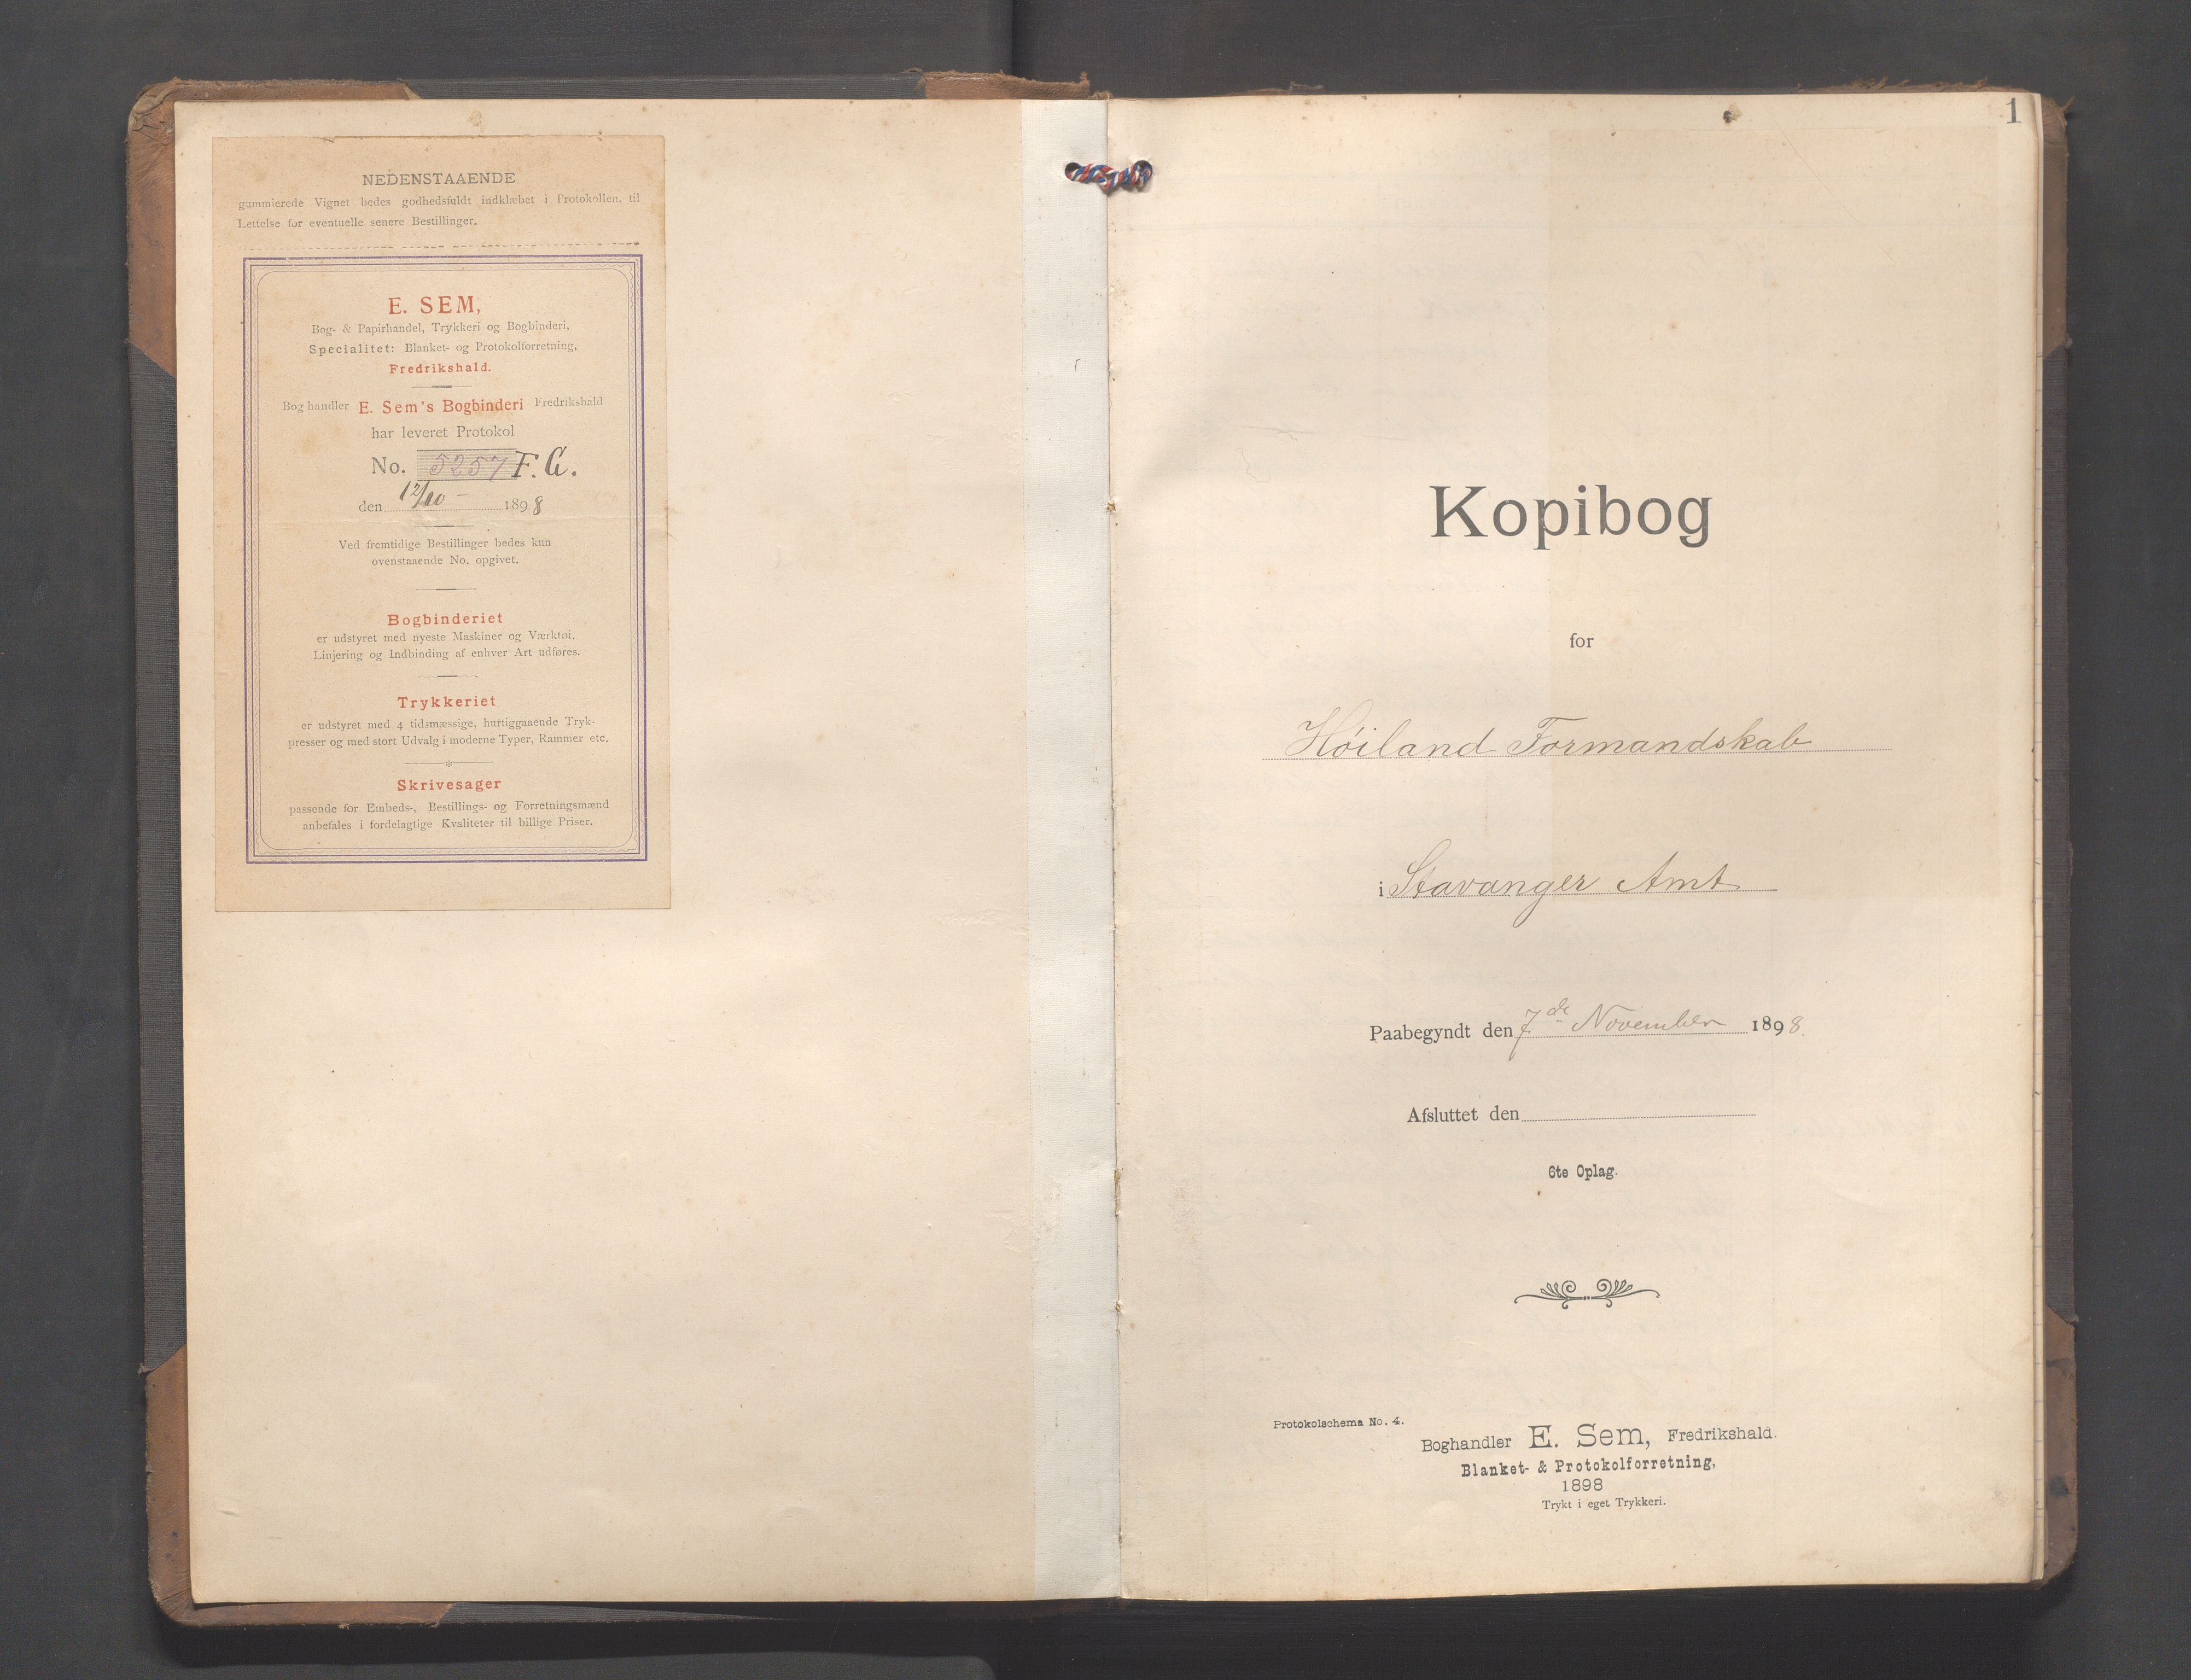 NEDENSTAAENDE
gummierede Vignet bedes godhedsfuldt indklæbet i Protokollen, til
Lettelse for eventuelle senere Bestillinger.
E. SEM,
Bog- & Papirhandel, Trykkeri og Bogbinderi,
Specialitet: Blanket- og Protokolforretning,
Fredrikshald.
Boghandler E. Sem's Bogbinderi Fredrikshald
har leveret Protokol
No. 5257 F. G.
den 12/10 - 1898
Ved fremtidige Bestillinger bedes kun
ovenstaaende No. opgivet.
Bogbinderiet
er udstyret med nyeste Maskiner og Værktøi.
Linjering og Indbinding af enhver Art udføres.
Trykkeriet
er udstyret med 4 tidsmæssige, hurtiggaaende Tryk-
presser og med stort Udvalg i moderne Typer, Rammer etc.
Skrivesager
passende for Embeds-, Bestillings- og Forretningsmænd
anbefales i fordelagtige Kvaliteter til billige Priser.
1
Kopibog
for
Höiland Formandskab
i Stavanger Amt
Paabegyndt den 7de November 1898.
Afsluttet den
6te Oplag.
Protokolschema No. 4.
Boghandler E. Sem, Fredrikshald.
Blanket- & Protokolforretning,
1898
Trykt i eget Trykkeri.